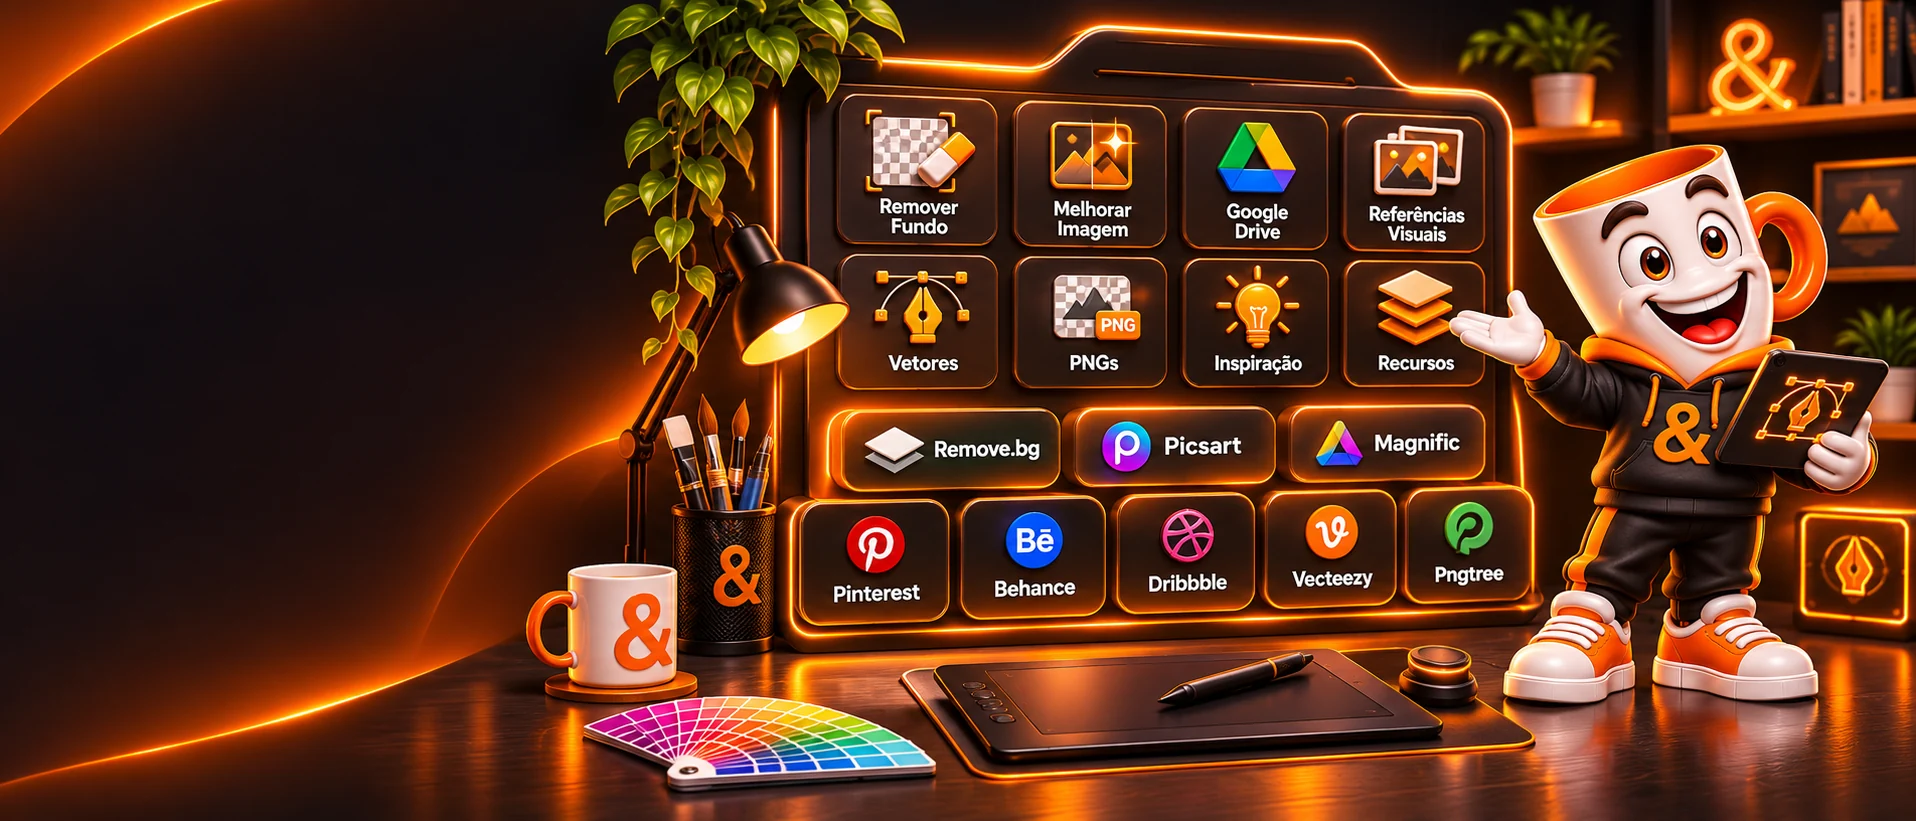 &
Remover
Fundo
Melhorar
Imagem
Google
Drive
Referências
Visuais
Vetores
PNG
PNGs
Inspiração
Recursos
&
Remove.bg
Picsart
Magnific
Pinterest
Bē
Behance
Dribbble
Vecteezy
Pngtree
&
&